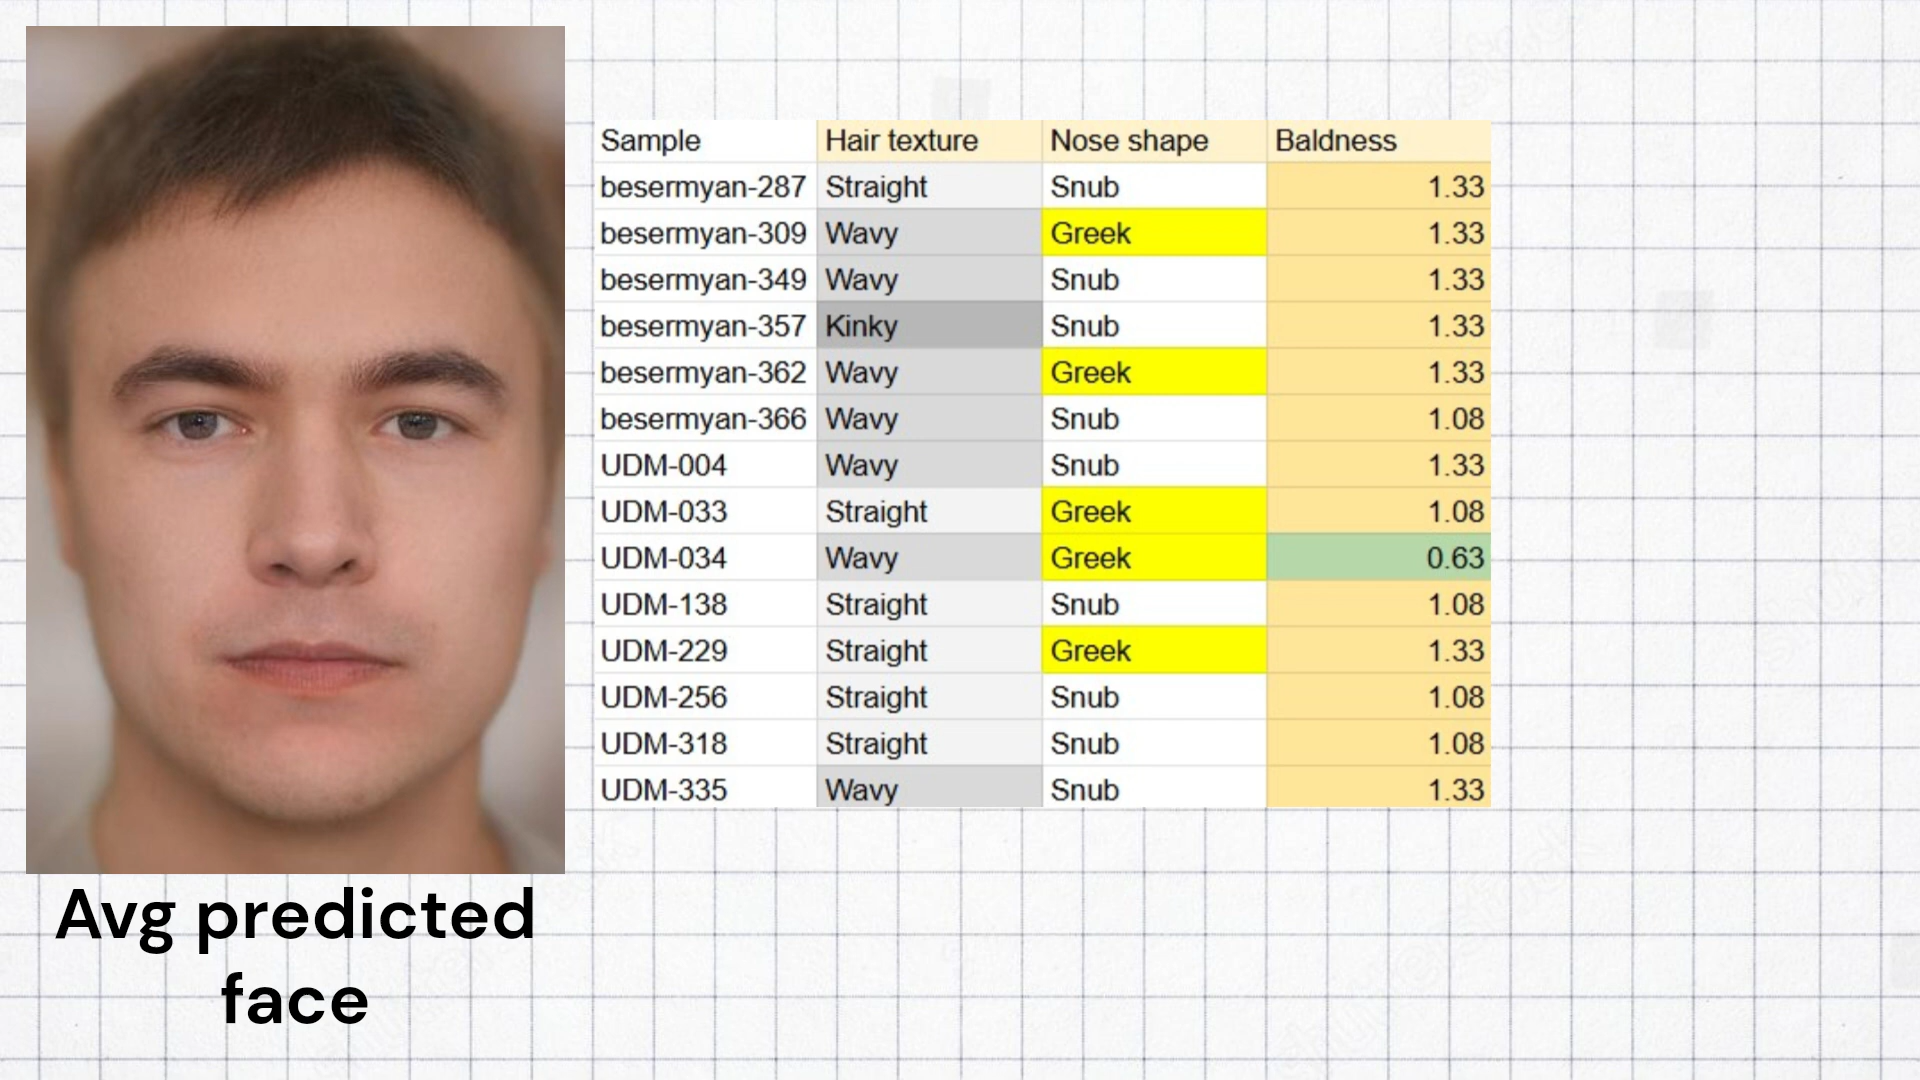 Sample Hair texture Nose shape Baldness
besermyan-287 Straight Snub 1.33
besermyan-309 Wavy Greek 1.33
besermyan-349 Wavy Snub 1.33
besermyan-357 Kinky Snub 1.33
besermyan-362 Wavy Greek 1.33
besermyan-366 Wavy Snub 1.08
UDM-004 Wavy Snub 1.33
UDM-033 Straight Greek 1.08
UDM-034 Wavy Greek 0.63
UDM-138 Straight Snub 1.08
UDM-229 Straight Greek 1.33
UDM-256 Straight Snub 1.08
UDM-318 Straight Snub 1.08
UDM-335 Wavy Snub 1.33
Avg predicted
face